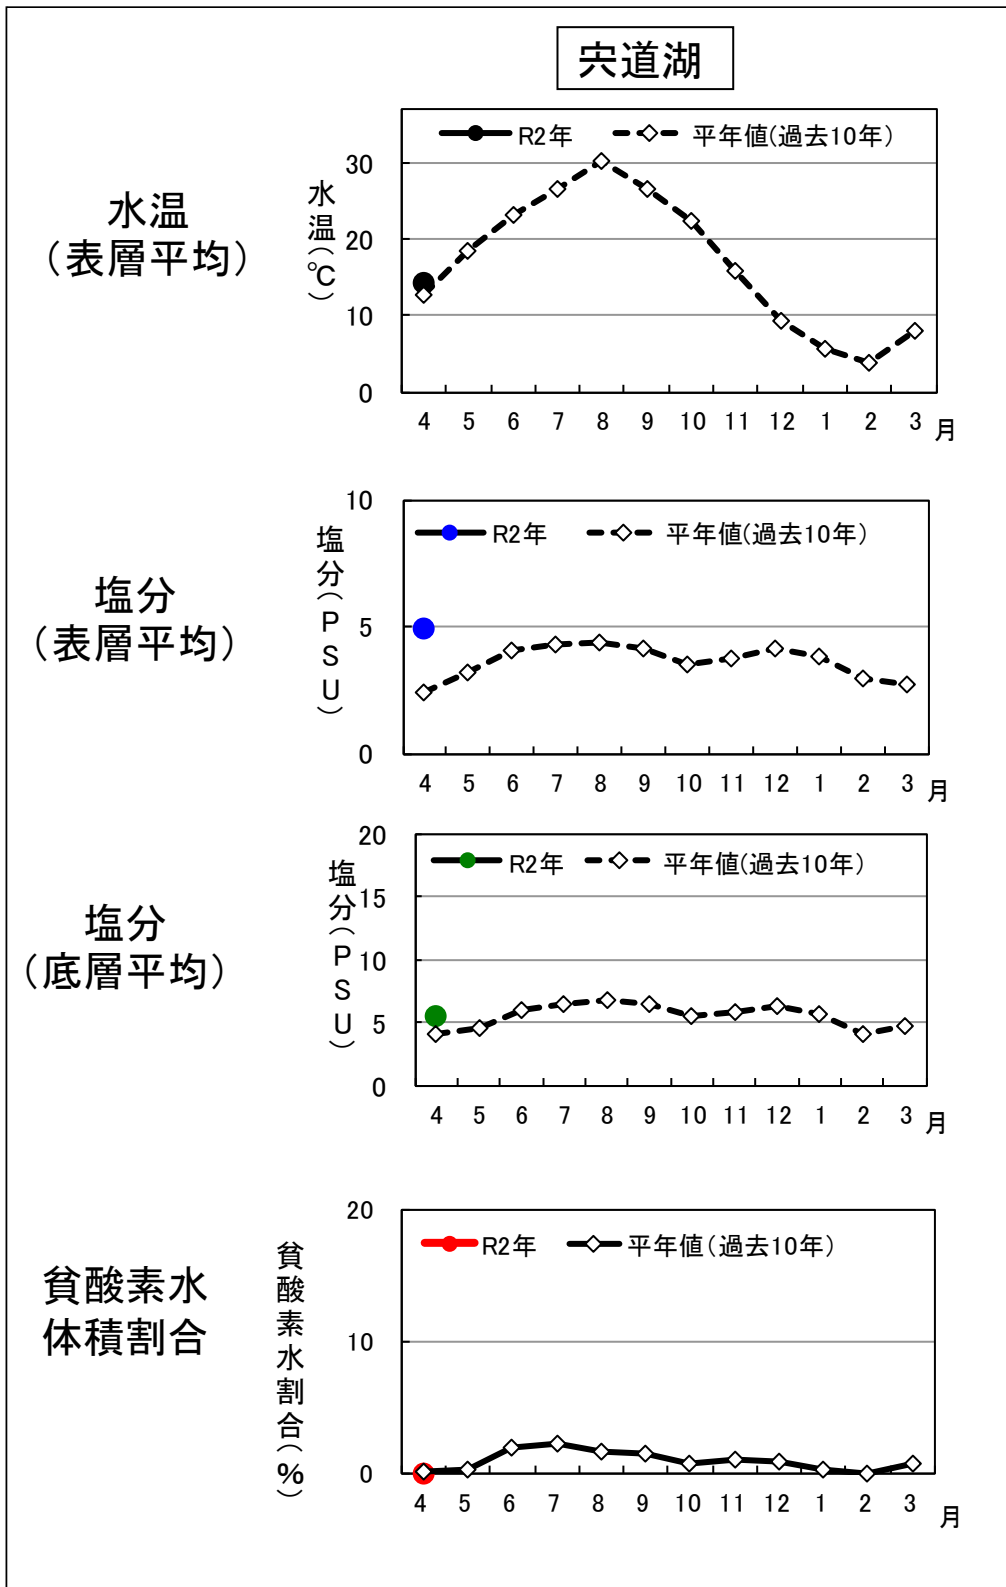 宍道湖
水温
（表層平均）
水温（℃）
R2年
平年値(過去10年)
30
20
10
0
4 5 6 7 8 9 10 11 12 1 2 3 月
塩分
（表層平均）
塩分（PSU）
R2年
平年値(過去10年)
10
5
0
4 5 6 7 8 9 10 11 12 1 2 3 月
塩分
（底層平均）
塩分（PSU）
R2年
平年値(過去10年)
20
15
10
5
0
4 5 6 7 8 9 10 11 12 1 2 3 月
貧酸素水
体積割合
貧酸素水割合（%）
R2年
平年値(過去10年)
20
10
0
4 5 6 7 8 9 10 11 12 1 2 3 月